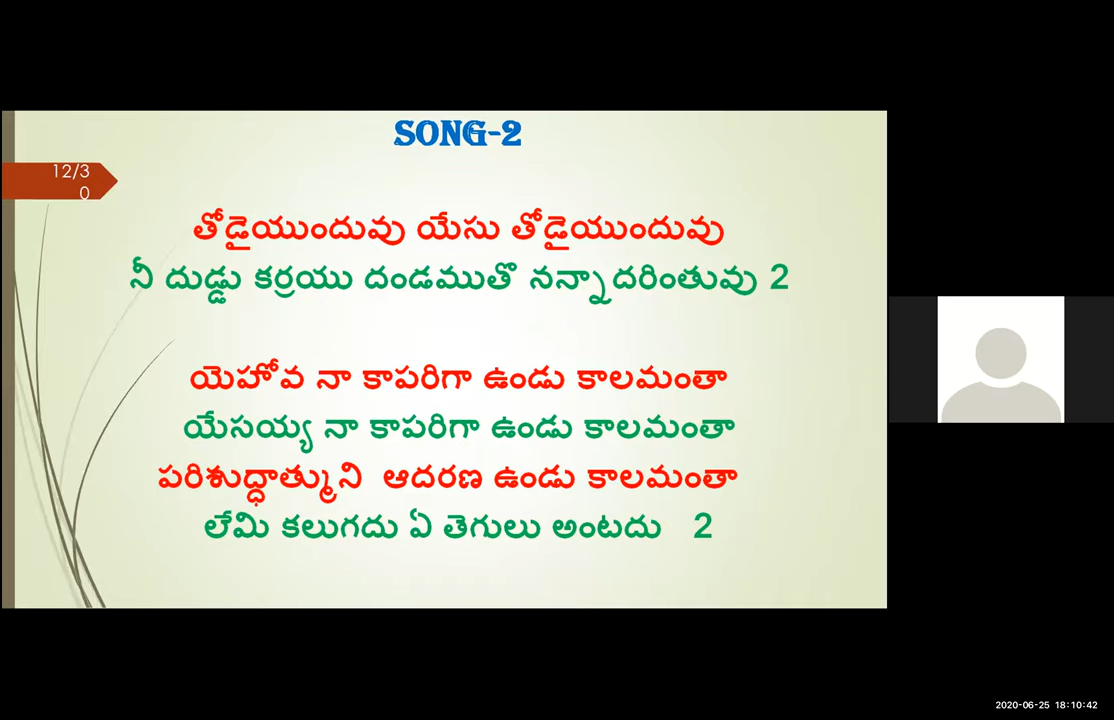 SONG-2
12/3
0
తోడైయుందువు యేసు తోడైయుందువు
నీ దుడ్డు కర్రయు దండముతొ నన్నాదరింతువు 2
యెహోవ నా కాపరిగా ఉండు కాలమంతా
యేసయ్య నా కాపరిగా ఉండు కాలమంతా
పరిశుద్ధాత్ముని ఆదరణ ఉండు కాలమంతా
లేమి కలుగదు ఏ తెగులు అంటదు 2
2020-06-25 18:10:42